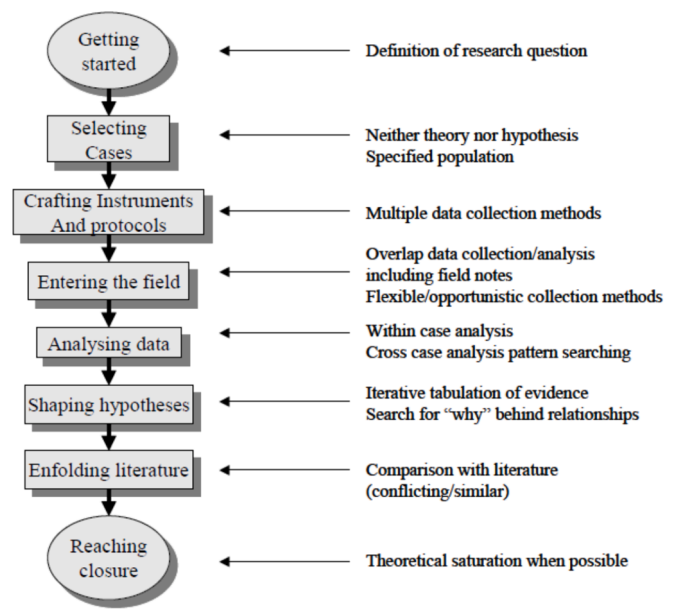 Getting
started
Definition of research question
Selecting
Cases
Neither theory nor hypothesis
Specified population
Crafting Instruments
And protocols
Multiple data collection methods
Entering the field
Overlap data collection/analysis
including field notes
Flexible/opportunistic collection methods
Analysing data
Within case analysis
Cross case analysis pattern searching
Shaping hypotheses
Iterative tabulation of evidence
Search for “why” behind relationships
Enfolding literature
Comparison with literature
(conflicting/similar)
Reaching
closure
Theoretical saturation when possible